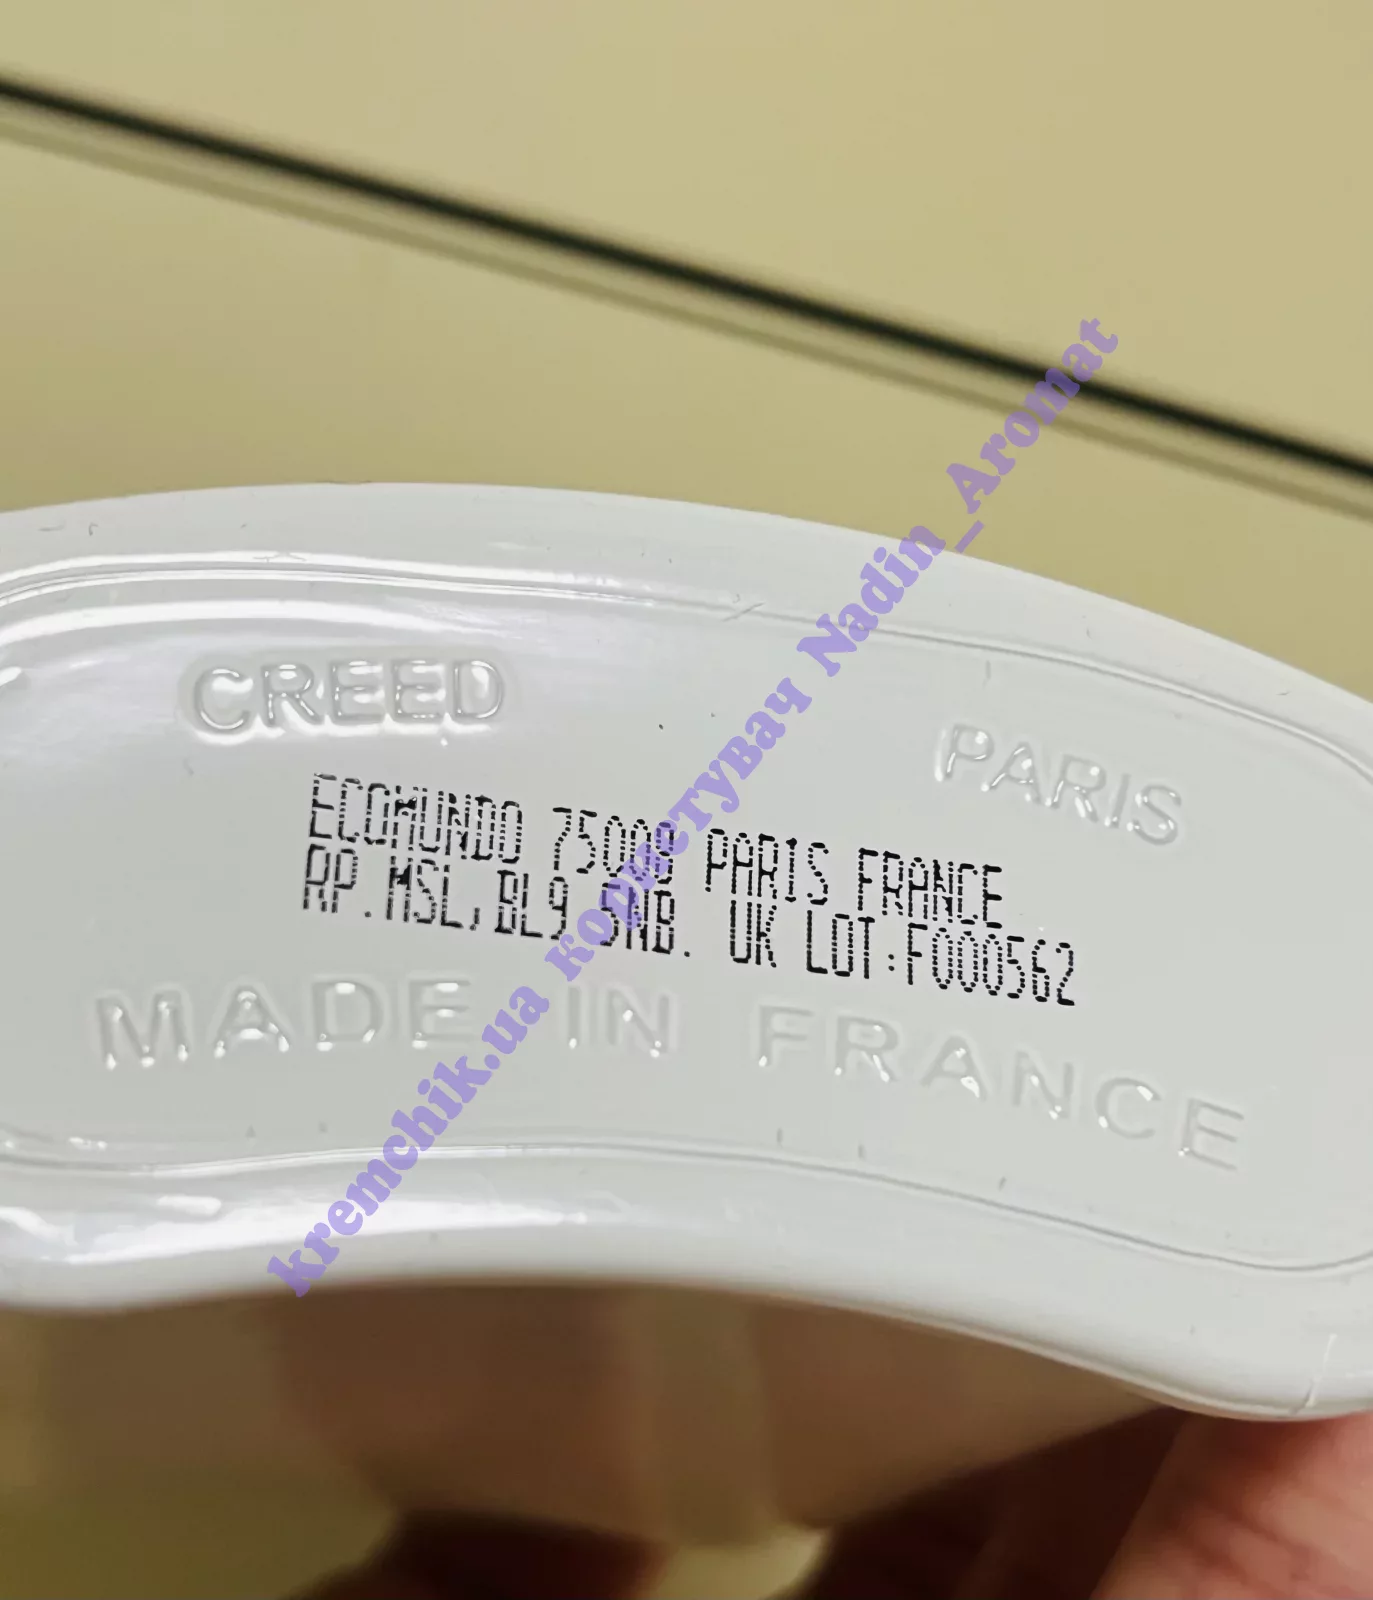 CREED
PARIS
ECOMUNDO 75009 PARIS FRANCE
RP.MSL, BL9 5NB. UK LOT:F000562
MADE IN FRANCE
kremchik.ua КористуВач Nadin_Aromat